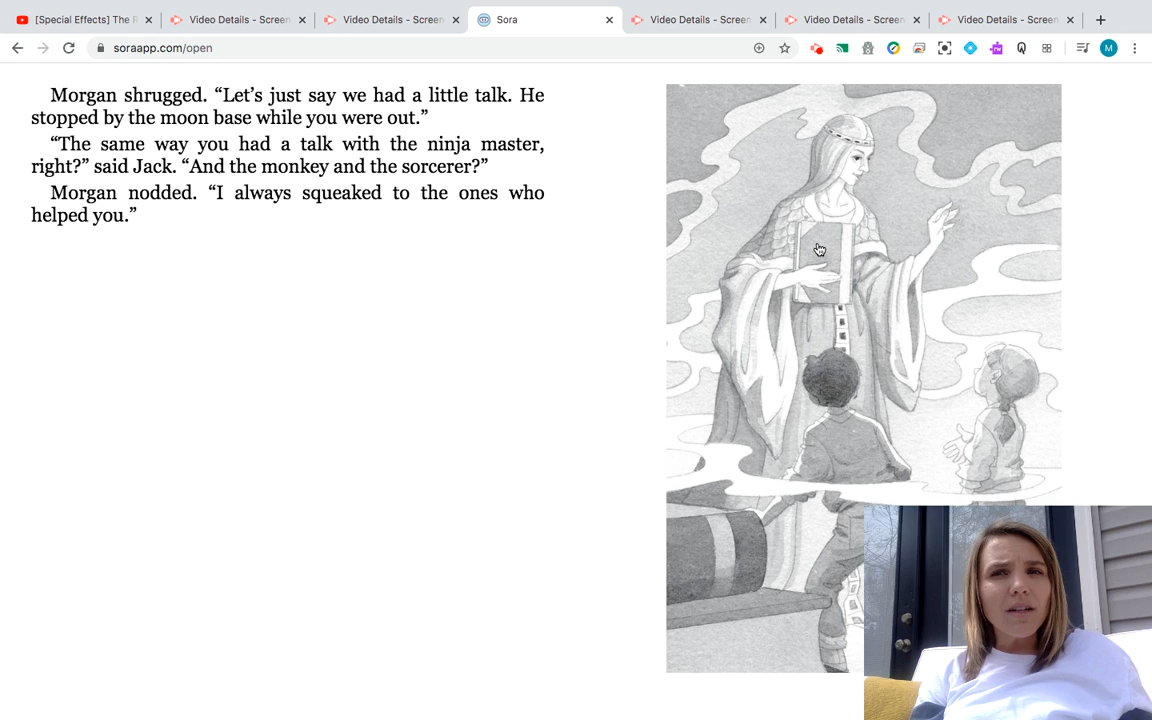 [Special Effects] The R
Video Details - Screen
Video Details - Screen
Sora
Video Details - Screen
Video Details - Screen
Video Details - Screen
soraapp.com/open
M
Morgan shrugged. “Let’s just say we had a little talk. He
stopped by the moon base while you were out.”
“The same way you had a talk with the ninja master,
right?” said Jack. “And the monkey and the sorcerer?”
Morgan nodded. “I always squeaked to the ones who
helped you.”